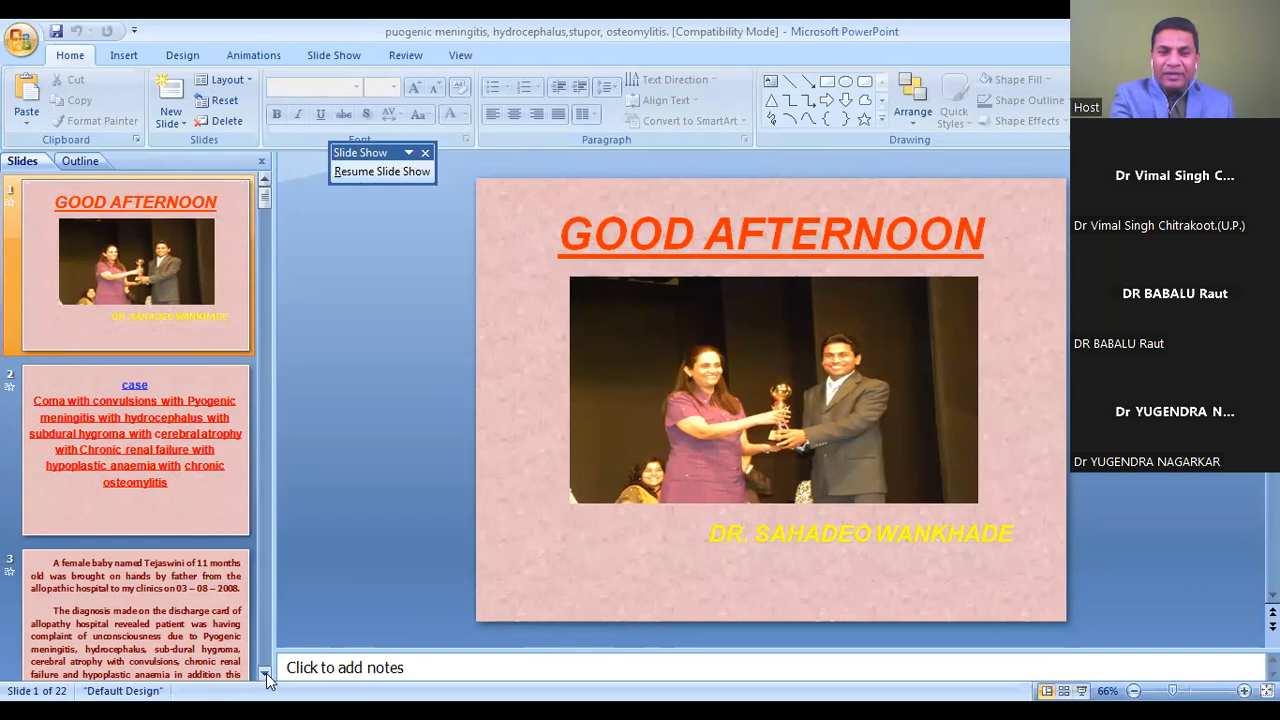 puogenic meningitis, hydrocephalus,stupor, osteomylitis. [Compatibility Mode] - Microsoft PowerPoint
Home Insert Design Animations Slide Show Review View
Paste
Cut
Copy
Format Painter
Clipboard
New
Slide
Layout
Reset
Delete
Slides
B I U abc S AV Aa A
Font
Text Direction
Align Text
Convert to SmartArt
Paragraph
Arrange
Quick
Styles
Shape Fill
Shape Outline
Shape Effects
Drawing
Slide Show
Resume Slide Show
Slides Outline
1
GOOD AFTERNOON
DR. SAHADEO WANKHADE
2
case
Coma with convulsions with Pyogenic
meningitis with hydrocephalus with
subdural hygroma with cerebral atrophy
with Chronic renal failure with
hypoplastic anaemia with chronic
osteomylitis
3
A female baby named Tejaswini of 11 months
old was brought on hands by father from the
allopathic hospital to my clinics on 03 – 08 – 2008.
The diagnosis made on the discharge card of
allopathy hospital revealed patient was having
complaint of unconsciousness due to Pyogenic
meningitis, hydrocephalus, sub-dural hygroma,
cerebral atrophy with convulsions, chronic renal
failure and hypoplastic anaemia in addition this
GOOD AFTERNOON
DR. SAHADEO WANKHADE
Click to add notes
Slide 1 of 22 "Default Design" 66%
Host
Dr Vimal Singh C...
Dr Vimal Singh Chitrakoot.(U.P.)
DR BABALU Raut
DR BABALU Raut
Dr YUGENDRA N...
Dr YUGENDRA NAGARKAR